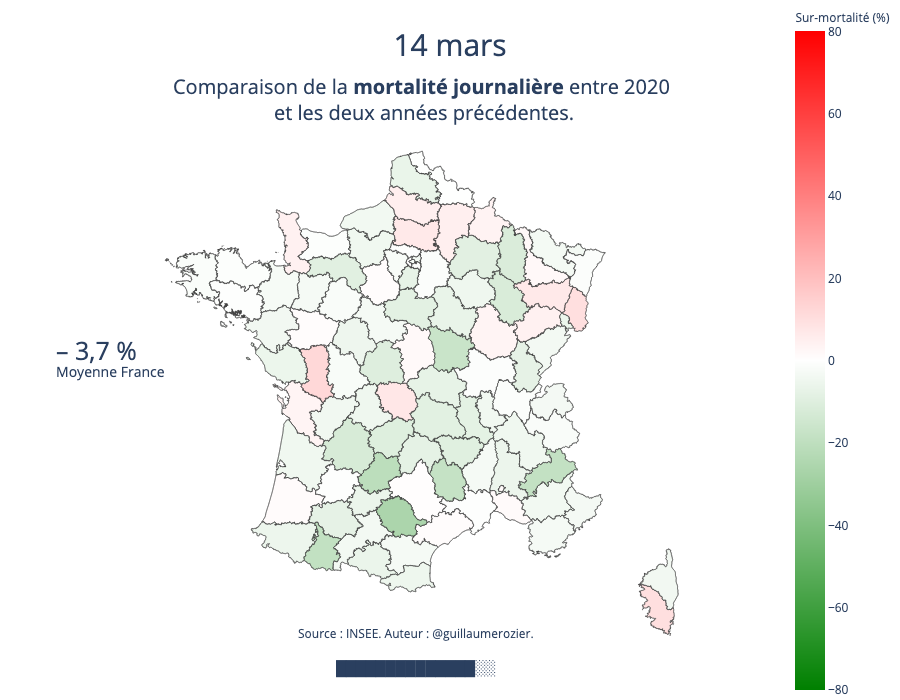 Sur-mortalité (%)
14 mars
Comparaison de la mortalité journalière entre 2020
et les deux années précédentes.
80
60
40
20
0
−20
−40
−60
−80
– 3,7 %
Moyenne France
Source : INSEE. Auteur : @guillaumerozier.